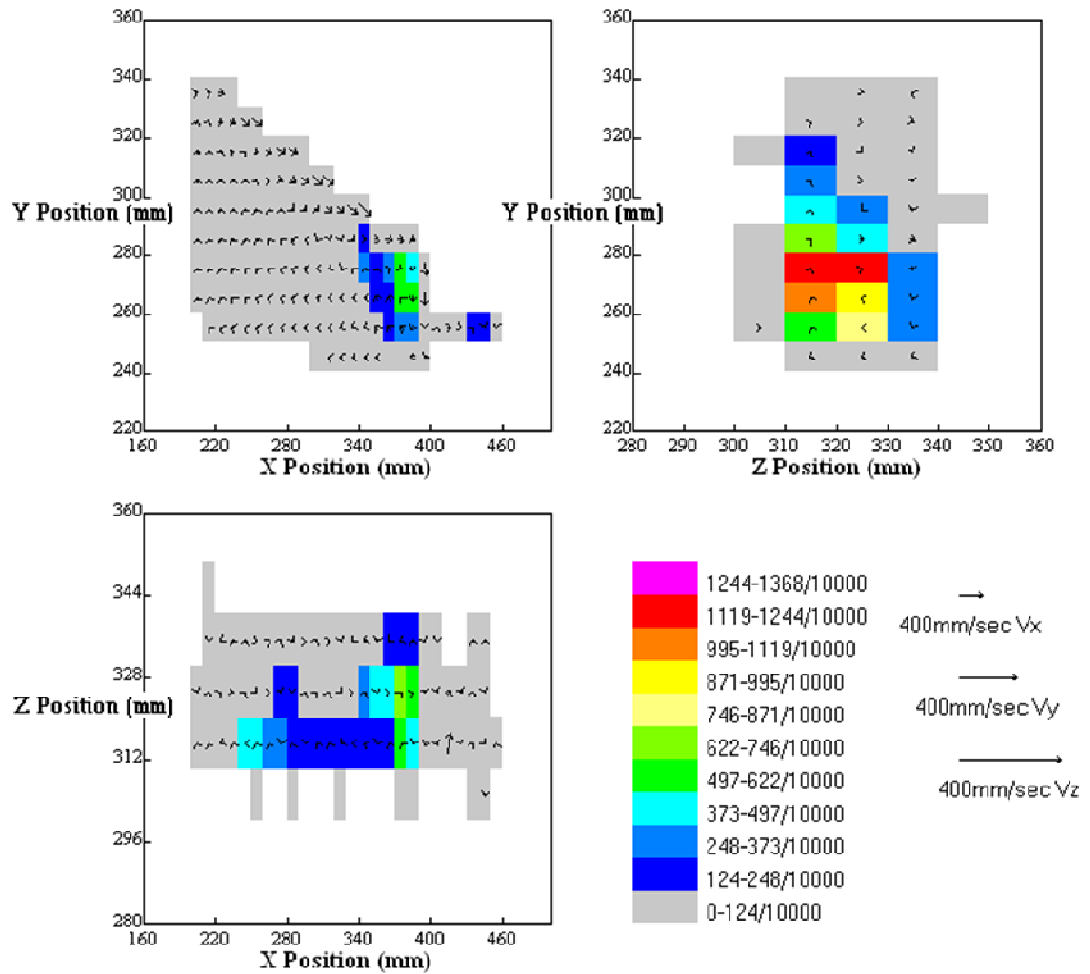 360
340
320
300
Y Position (mm)
280
260
240
220
160 220 280 340 400 460
X Position (mm)
360
340
320
300
Y Position (mm)
280
260
240
220
280 290 300 310 320 330 340 350 360
Z Position (mm)
360
344
328
Z Position (mm)
312
296
280
160 220 280 340 400 460
X Position (mm)
1244-1368/10000
1119-1244/10000
995-1119/10000
871-995/10000
746-871/10000
622-746/10000
497-622/10000
373-497/10000
248-373/10000
124-248/10000
0-124/10000
400mm/sec Vx
400mm/sec Vy
400mm/sec Vz